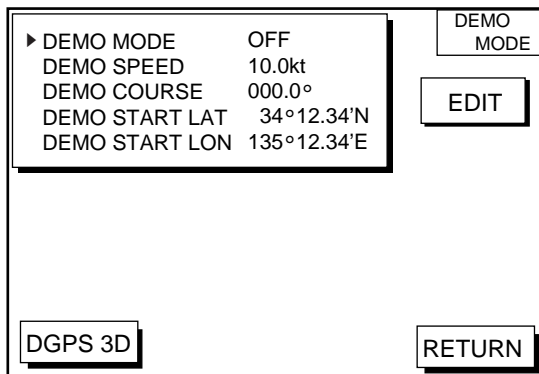 DEMO MODE OFF
DEMO SPEED 10.0kt
DEMO COURSE 000.0°
DEMO START LAT 34°12.34’N
DEMO START LON 135°12.34’E
DEMO
MODE
EDIT
DGPS 3D
RETURN